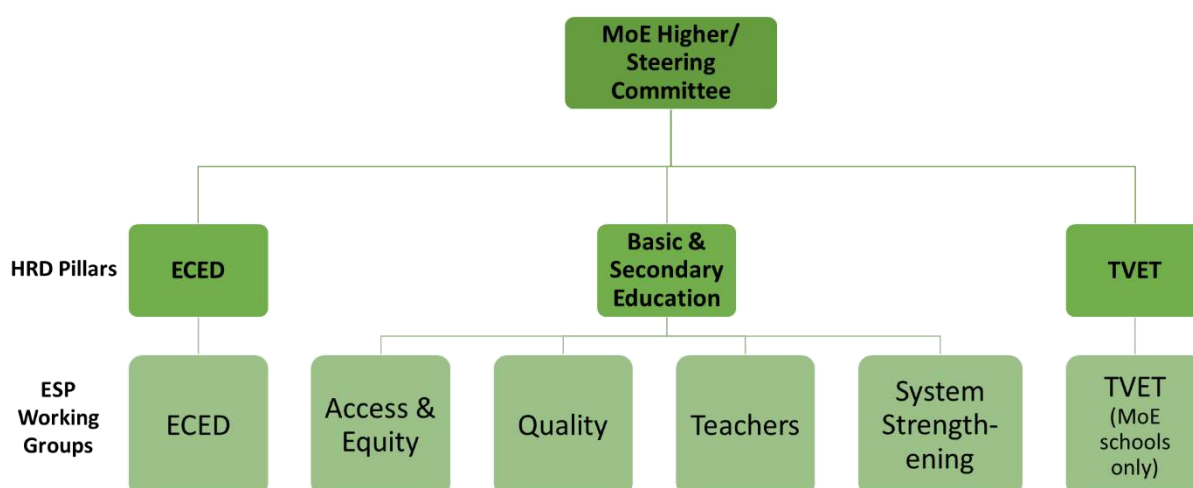 MoE Higher/
Steering
Committee
HRD Pillars
ECED
Basic &
Secondary
Education
TVET
ESP
Working
Groups
ECED
Access &
Equity
Quality
Teachers
System
Strength-
ening
TVET
(MoE
schools
only)